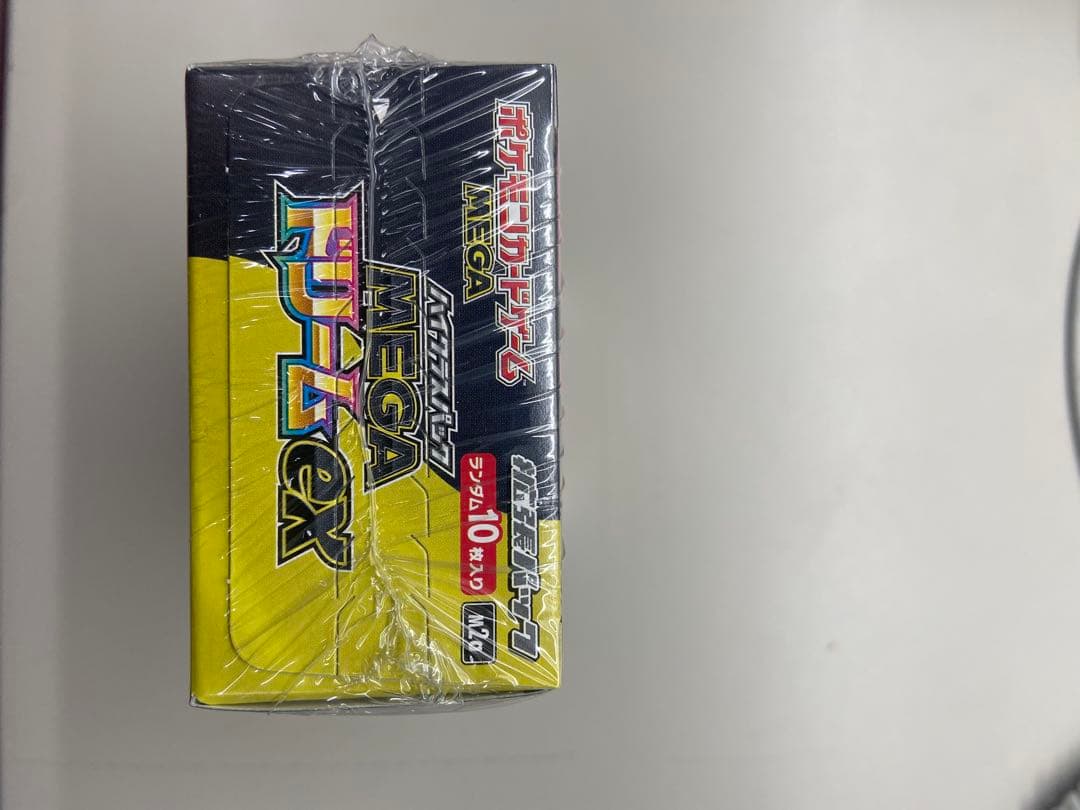 ポケモンカードゲーム
MEGA
拡張パック
ハイクラスパック
ランダム10枚入り
MEGA
ドリームex
M2a